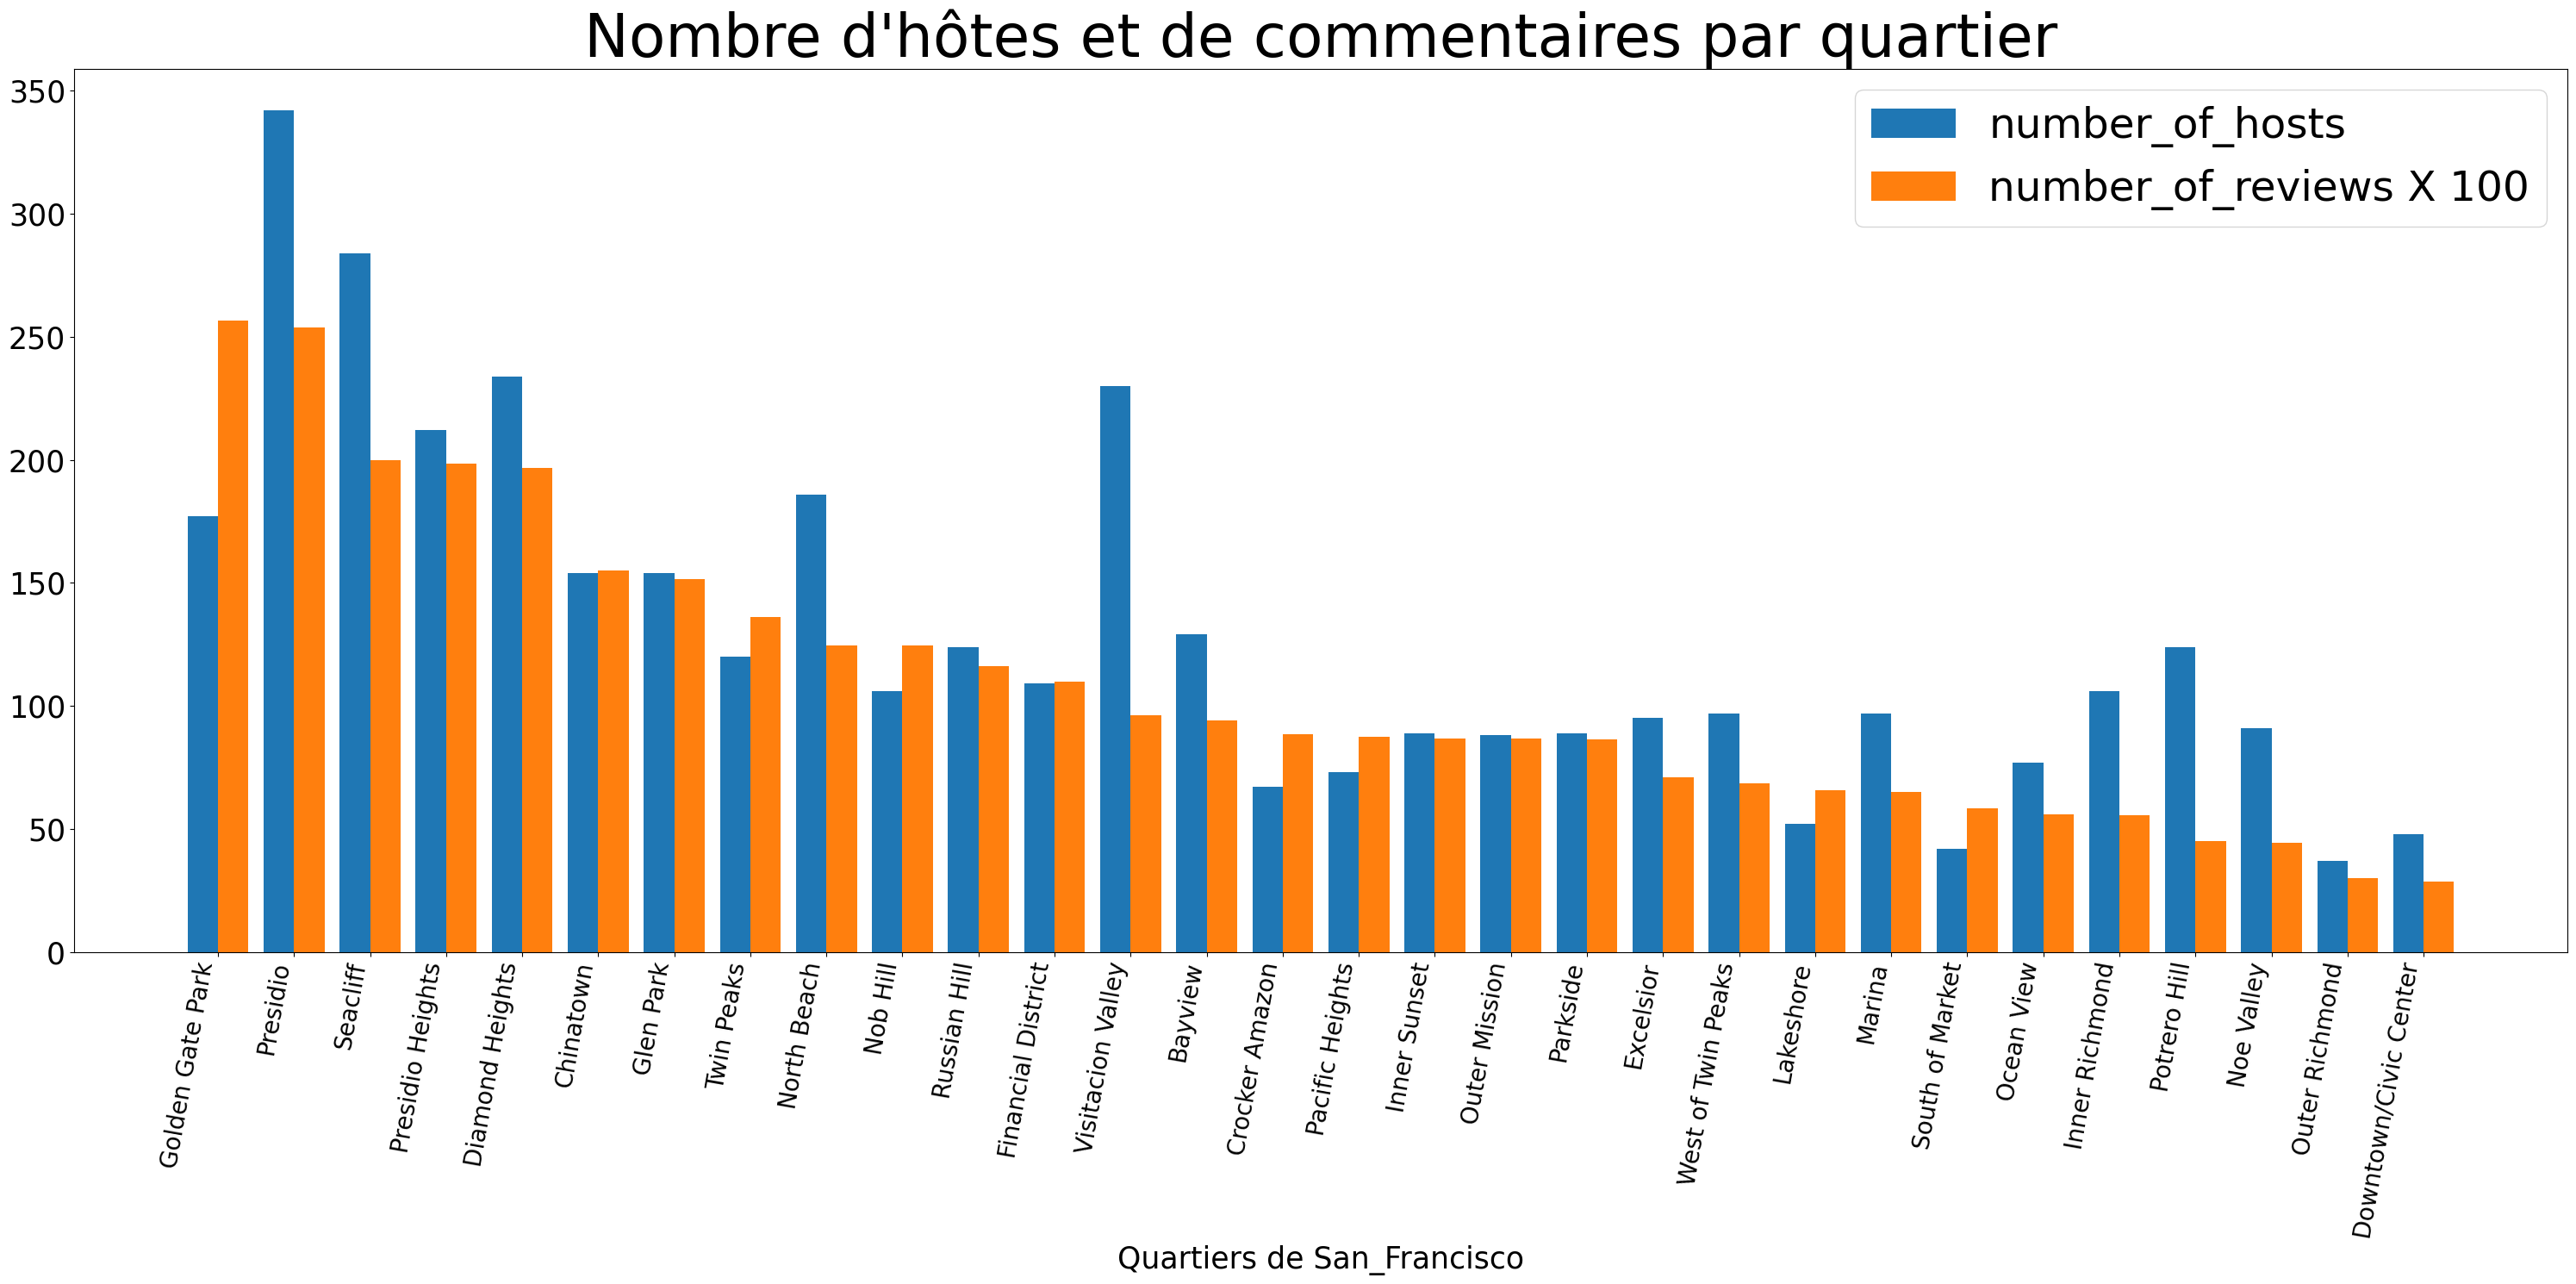 Nombre d'hôtes et de commentaires par quartier
number_of_hosts
number_of_reviews X 100
350
300
250
200
150
100
50
0
Golden Gate Park
Presidio
Seacliff
Presidio Heights
Diamond Heights
Chinatown
Glen Park
Twin Peaks
North Beach
Nob Hill
Russian Hill
Financial District
Visitacion Valley
Bayview
Crocker Amazon
Pacific Heights
Inner Sunset
Outer Mission
Parkside
Excelsior
West of Twin Peaks
Lakeshore
Marina
South of Market
Ocean View
Inner Richmond
Potrero Hill
Noe Valley
Outer Richmond
Downtown/Civic Center
Quartiers de San_Francisco